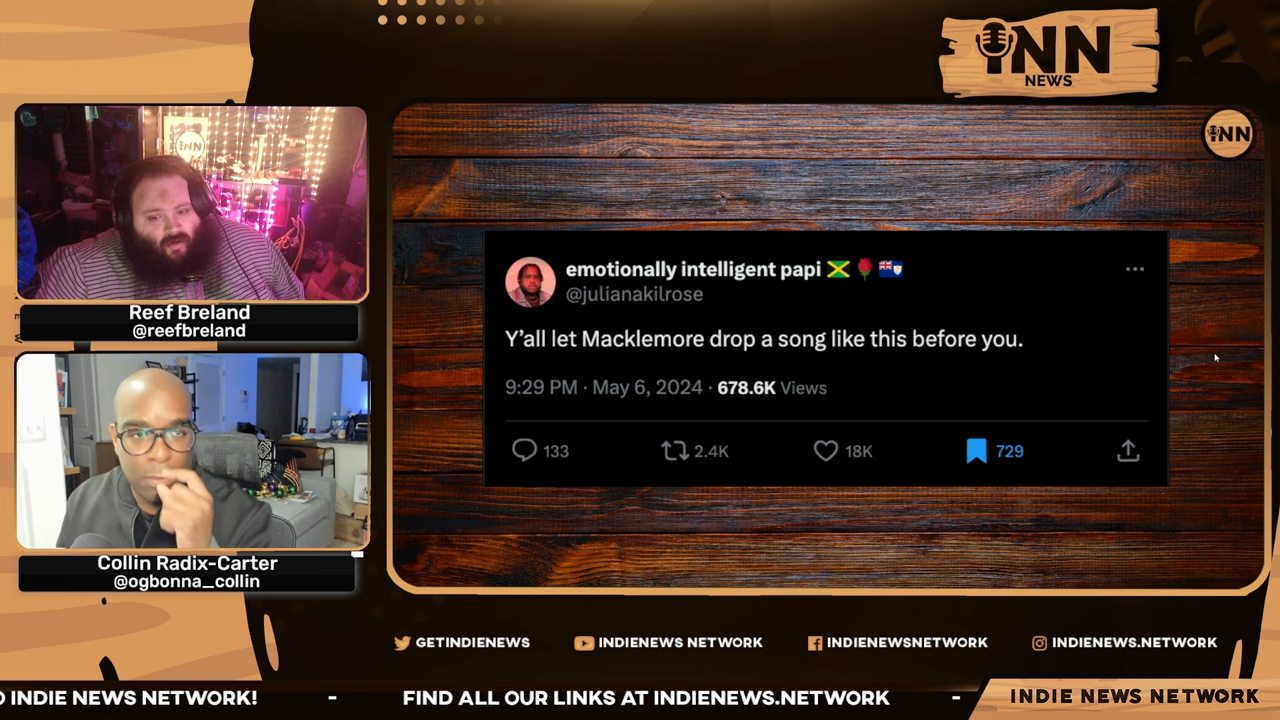 iNN
NEWS
iNN
iNN
Reef Breland
@reefbreland
Collin Radix-Carter
@ogbonna_collin
emotionally intelligent papi
@julianakilrose
Y’all let Macklemore drop a song like this before you.
9:29 PM · May 6, 2024 · 678.6K Views
133
2.4K
18K
729
GETINDIENEWS
INDIENEWS NETWORK
INDIENEWSNETWORK
INDIENEWS.NETWORK
INDIE NEWS NETWORK! - FIND ALL OUR LINKS AT INDIENEWS.NETWORK -
INDIE NEWS NETWORK